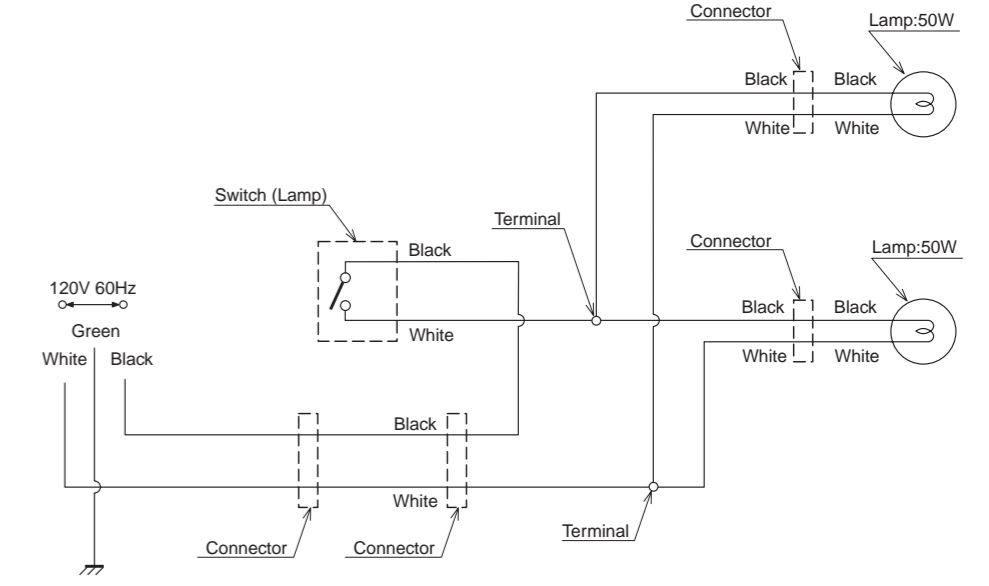 Connector
Lamp:50W
Black Black
White White
Switch (Lamp)
Terminal
Black
Connector
Lamp:50W
120V 60Hz
Black Black
Green
White
White Black
White White
Black
White
Terminal
Connector
Connector